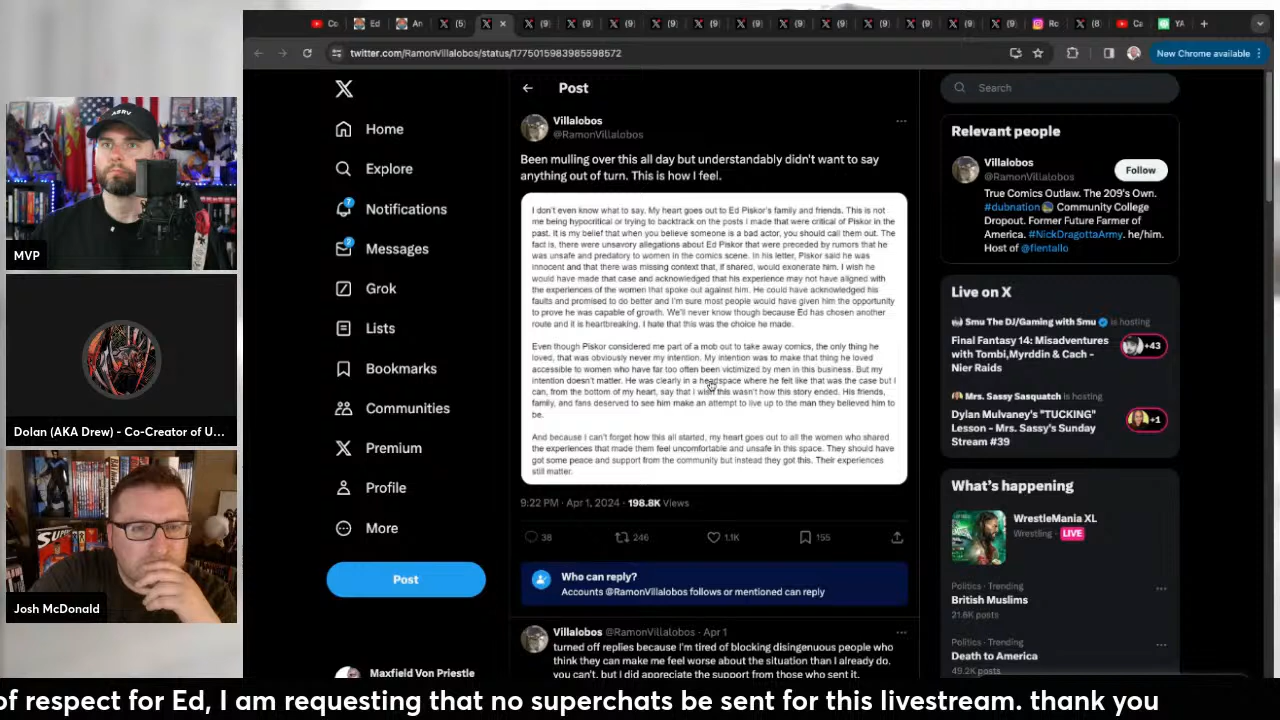 twitter.com/RamonVillalobos/status/1775015983985598572
New Chrome available
MVP
Dolan (AKA Drew) - Co-Creator of U...
Josh McDonald
Home
Explore
7
Notifications
2
Messages
Grok
Lists
Bookmarks
Communities
Premium
Profile
More
Post
Maxfield Von Priestle
Post
Villalobos
@RamonVillalobos
Been mulling over this all day but understandably didn't want to say
anything out of turn. This is how I feel.
I don't even know what to say. My heart goes out to Ed Piskor's family and friends. This is not
me being hypocritical or trying to backtrack on the posts I made that were critical of Piskor in the
past. It is my belief that when you believe someone is a bad actor, you should call them out. The
fact is, there were unsavory allegations about Ed Piskor that were preceded by rumors that he
was unsafe and predatory to women in the comics scene. In his letter, Piskor said he was
innocent and that there was missing context that, if shared, would exonerate him. I wish he
would have made that case and acknowledged that his experience may not have aligned with
the experiences of the women that spoke out against him. He could have acknowledged his
faults and promised to do better and I'm sure most people would have given him the opportunity
to prove he was capable of growth. We'll never know though because Ed has chosen another
route and it is heartbreaking. I hate that this was the choice he made.
Even though Piskor considered me part of a mob out to take away comics, the only thing he
loved, that was obviously never my intention. My intention was to make that thing he loved
accessible to women who have far too often been victimized by men in this business. But my
intention doesn't matter. He was clearly in a headspace where he felt like that was the case but I
can, from the bottom of my heart, say that I wish this wasn't how this story ended. His friends,
family, and fans deserved to see him make an attempt to live up to the man they believed him to
be.
And because I can't forget how this all started, my heart goes out to all the women who shared
the experiences that made them feel uncomfortable and unsafe in this space. They should have
got some peace and support from the community but instead they got this. Their experiences
still matter.
9:22 PM · Apr 1, 2024 · 198.8K Views
38 246 1.1K 155
Who can reply?
Accounts @RamonVillalobos follows or mentioned can reply
Villalobos @RamonVillalobos · Apr 1
turned off replies because I'm tired of blocking disingenuous people who
think they can make me feel worse about the situation than I already do.
you can't. but I did appreciate the support from those who sent it.
Search
Relevant people
Villalobos
@RamonVillalobos
Follow
True Comics Outlaw. The 209's Own.
#dubnation Community College
Dropout. Former Future Farmer of
America. #NickDragottaArmy. he/him.
Host of @flentallo
Live on X
Smu The DJ/Gaming with Smu is hosting
Final Fantasy 14: Misadventures
with Tombi,Myrddin & Cach -
Nier Raider
+43
Mrs. Sassy Sasquatch is hosting
Dylan Mulvaney's "TUCKING"
Lesson - Mrs. Sassy's Sunday
Stream #39
+1
What's happening
WrestleMania XL
Wrestling · LIVE
Politics · Trending
British Muslims
21.6K posts
Politics · Trending
Death to America
49.2K posts
of respect for Ed, I am requesting that no superchats be sent for this livestream. thank you